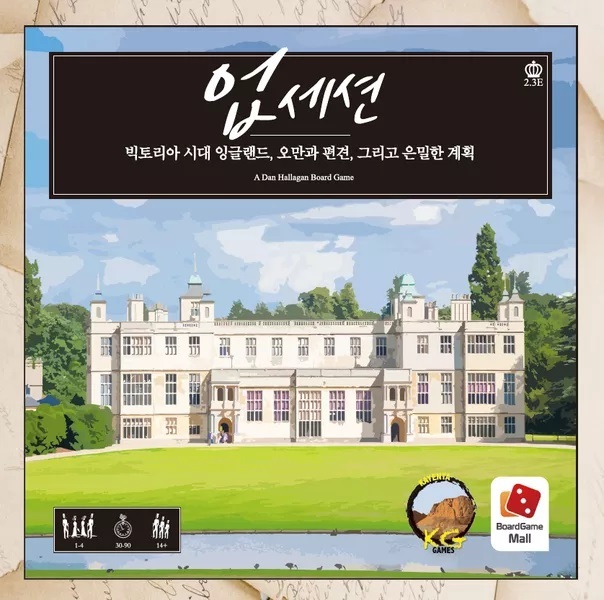 업세션
2.3E
빅토리아 시대 잉글랜드, 오만과 편견, 그리고 은밀한 계획
A Dan Hallagan Board Game
1-4
30-90
14+
KAYENTA
KG
GAMES
BoardGame
Mall